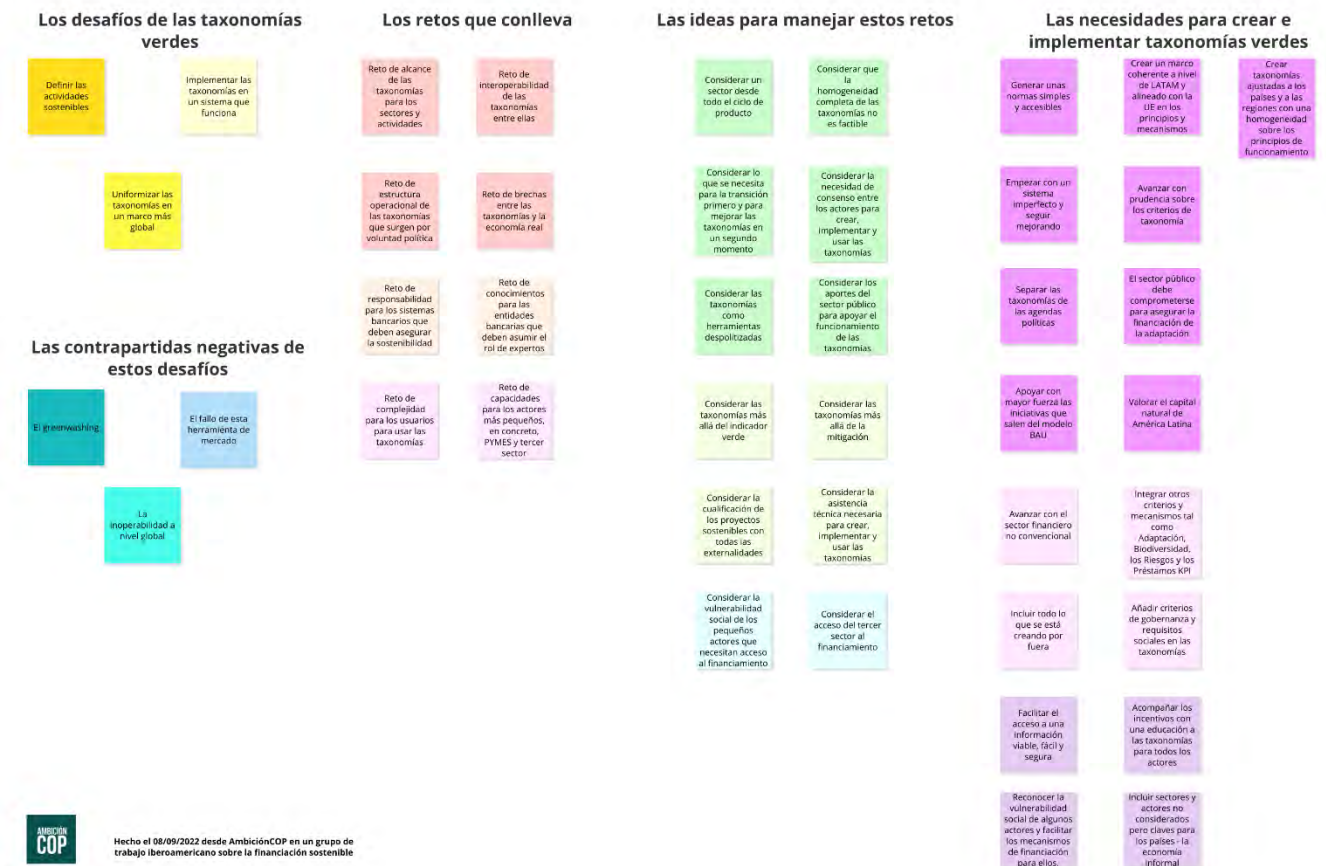 Los desafíos de las taxonomías
verdes
Definir las
actividades
sostenibles
Implementar las
taxonomías en
un sistema que
funciona
Uniformizar las
taxonomías en
un marco más
global
Las contrapartidas negativas de
estos desafíos
El greenwashing
El fallo de esta
herramienta de
mercado
La
inoperabilidad a
nivel global
Los retos que conlleva
Reto de alcance
de las
taxonomías
para los
sectores y
actividades
Reto de
interoperabilidad
de las
taxonomías
entre ellas
Reto de
estructura
operacional de
las taxonomías
que surgen por
voluntad política
Reto de brechas
entre las
taxonomías y la
economía real
Reto de
responsabilidad
para los sistemas
bancarios que
deben asegurar
la sostenibilidad
Reto de
conocimientos
para las
entidades
bancarias que
deben asumir el
rol de expertos
Reto de
complejidad
para los usuarios
para usar las
taxonomías
Reto de
capacidades
para los actores
más pequeños,
en concreto,
PYMES y tercer
sector
Las ideas para manejar estos retos
Considerar un
sector desde
todo el ciclo de
producto
Considerar que
la
homogeneidad
completa de las
taxonomías no
es factible
Considerar lo
que se necesita
para la transición
primero y para
mejorar las
taxonomías en
un segundo
momento
Considerar la
necesidad de
consenso entre
los actores para
crear,
implementar y
usar las
taxonomías
Considerar las
taxonomías
como
herramientas
despolitizadas
Considerar los
aportes del
sector público
para apoyar el
funcionamiento
de las
taxonomías
Considerar las
taxonomías más
allá del indicador
verde
Considerar las
taxonomías más
allá de la
mitigación
Considerar la
cualificación de
los proyectos
sostenibles con
todas las
externalidades
Considerar la
asistencia
técnica necesaria
para crear,
implementar y
usar las
taxonomías
Considerar la
vulnerabilidad
social de los
pequeños
actores que
necesitan acceso
al financiamiento
Considerar el
acceso del tercer
sector al
financiamiento
Las necesidades para crear e
implementar taxonomías verdes
Generar unas
normas simples
y accesibles
Crear un marco
coherente a nivel
de LATAM y
alineado con la
UE en los
principios y
mecanismos
Crear
taxonomías
ajustadas a los
países y a las
regiones con una
homogeneidad
sobre los
principios de
funcionamiento
Empezar con un
sistema
imperfecto y
seguir
mejorando
Avanzar con
prudencia sobre
los criterios de
taxonomía
Separar las
taxonomías de
las agendas
políticas
El sector público
debe
comprometerse
para asegurar la
financiación de
la adaptación
Apoyar con
mayor fuerza las
iniciativas que
salen del modelo
BAU
Valorar el capital
natural de
América Latina
Avanzar con el
sector financiero
no convencional
Integrar otros
criterios y
mecanismos tal
como
Adaptación,
Biodiversidad,
los Riesgos y los
Préstamos KPI
Incluir todo lo
que se está
creando por
fuera
Añadir criterios
de gobernanza y
requisitos
sociales en las
taxonomías
Facilitar el
acceso a una
información
viable, fácil y
segura
Acompañar los
incentivos con
una educación a
las taxonomías
para todos los
actores
Reconocer la
vulnerabilidad
social de algunos
actores y facilitar
los mecanismos
de financiación
para ellos
Incluir sectores y
actores no
considerados
pero claves para
los países - la
economía
informal
AMBICIÓN
COP
Hecho el 08/09/2022 desde AmbiciónCOP en un grupo de
trabajo iberoamericano sobre la financiación sostenible